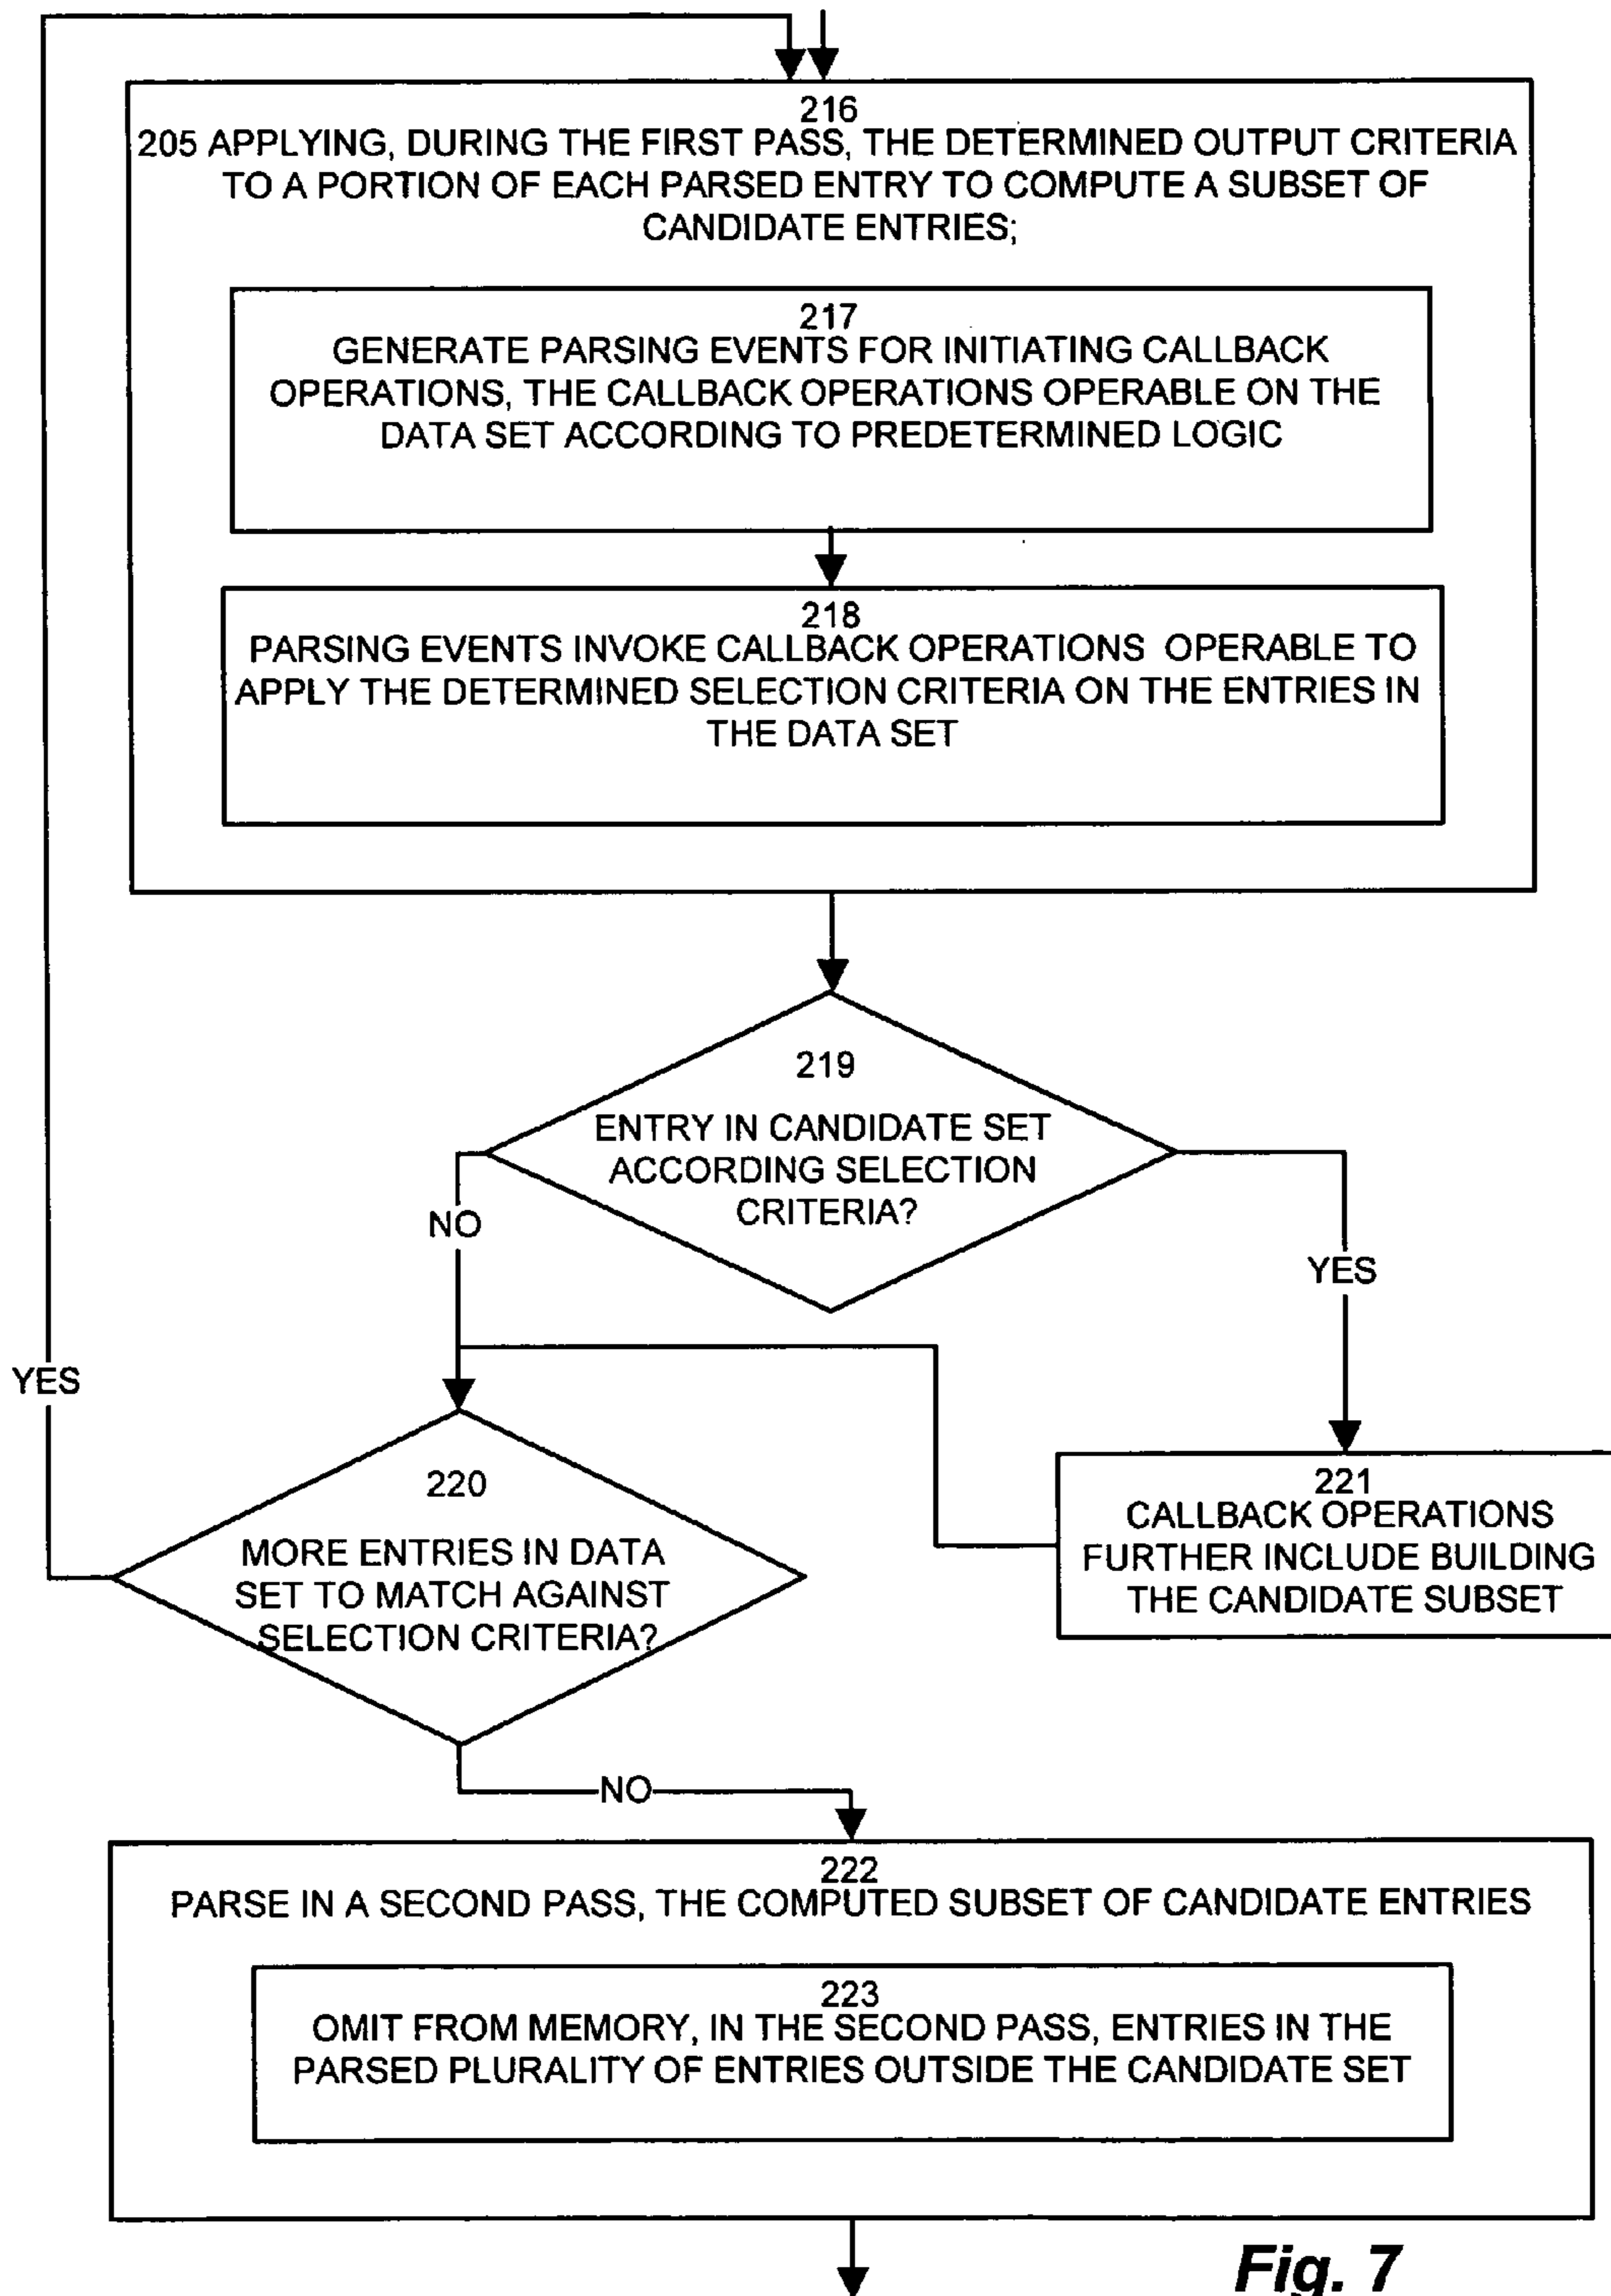 216
205 APPLYING, DURING THE FIRST PASS, THE DETERMINED OUTPUT CRITERIA
TO A PORTION OF EACH PARSED ENTRY TO COMPUTE A SUBSET OF
CANDIDATE ENTRIES;
217
GENERATE PARSING EVENTS FOR INITIATING CALLBACK
OPERATIONS, THE CALLBACK OPERATIONS OPERABLE ON THE
DATA SET ACCORDING TO PREDETERMINED LOGIC
218
PARSING EVENTS INVOKE CALLBACK OPERATIONS OPERABLE TO
APPLY THE DETERMINED SELECTION CRITERIA ON THE ENTRIES IN
THE DATA SET
219
ENTRY IN CANDIDATE SET
ACCORDING SELECTION
CRITERIA?
NO
YES
YES
220
MORE ENTRIES IN DATA
SET TO MATCH AGAINST
SELECTION CRITERIA?
221
CALLBACK OPERATIONS
FURTHER INCLUDE BUILDING
THE CANDIDATE SUBSET
NO
222
PARSE IN A SECOND PASS, THE COMPUTED SUBSET OF CANDIDATE ENTRIES
223
OMIT FROM MEMORY, IN THE SECOND PASS, ENTRIES IN THE
PARSED PLURALITY OF ENTRIES OUTSIDE THE CANDIDATE SET
Fig. 7